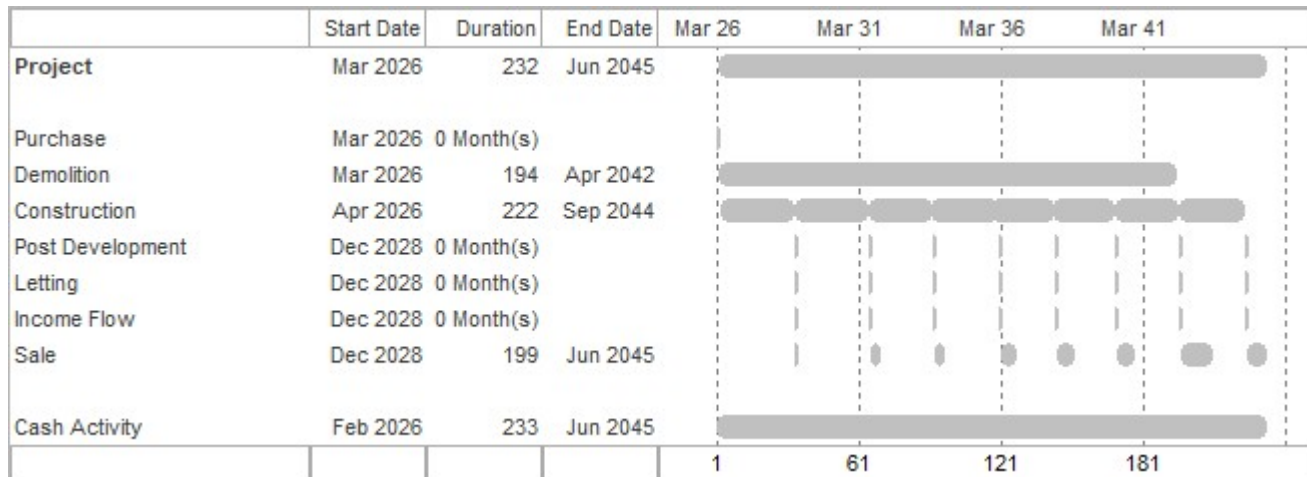 Start Date Duration End Date Mar 26 Mar 31 Mar 36 Mar 41
Project Mar 2026 232 Jun 2045
Purchase Mar 2026 0 Month(s)
Demolition Mar 2026 194 Apr 2042
Construction Apr 2026 222 Sep 2044
Post Development Dec 2028 0 Month(s)
Letting Dec 2028 0 Month(s)
Income Flow Dec 2028 0 Month(s)
Sale Dec 2028 199 Jun 2045
Cash Activity Feb 2026 233 Jun 2045
1 61 121 181